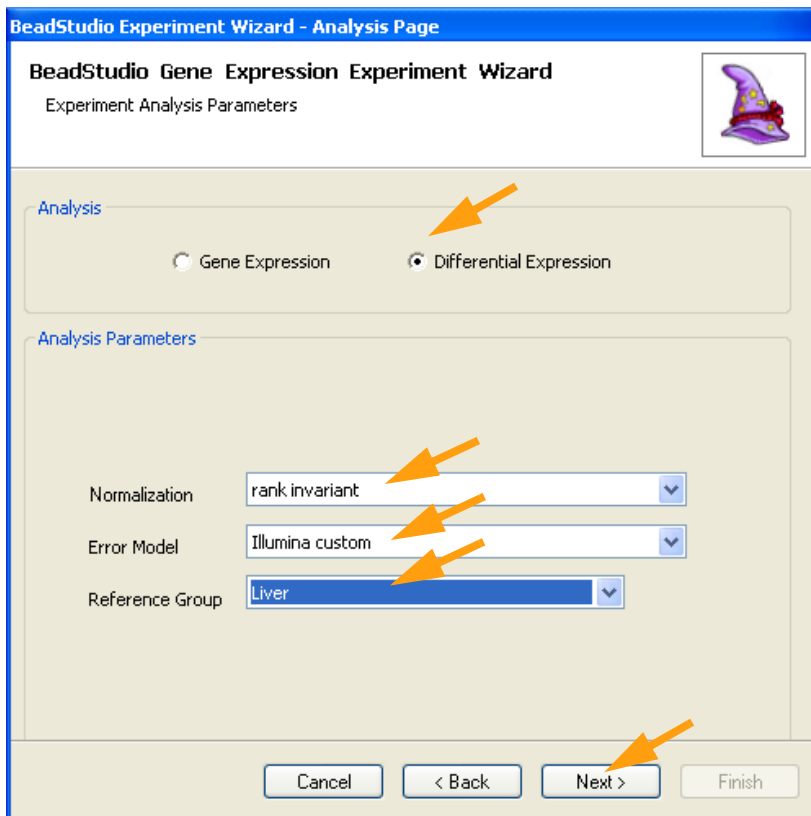 BeadStudio Experiment Wizard - Analysis Page
BeadStudio Gene Expression Experiment Wizard
Experiment Analysis Parameters
Analysis
Gene Expression
Differential Expression
Analysis Parameters
Normalization
rank invariant
Error Model
Illumina custom
Reference Group
Liver
Cancel
< Back
Next >
Finish